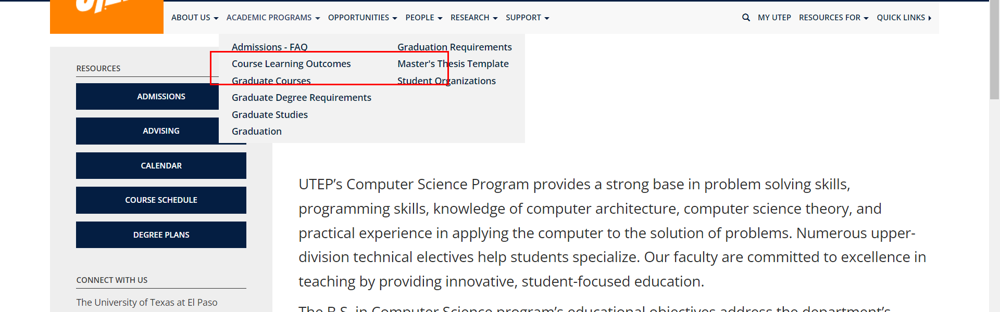 ABOUT US
ACADEMIC PROGRAMS
OPPORTUNITIES
PEOPLE
RESEARCH
SUPPORT
MY UTEP
RESOURCES FOR
QUICK LINKS
Admissions - FAQ
Course Learning Outcomes
Graduate Courses
Graduate Degree Requirements
Graduate Studies
Graduation
Graduation Requirements
Master's Thesis Template
Student Organizations
RESOURCES
ADMISSIONS
ADVISING
CALENDAR
COURSE SCHEDULE
DEGREE PLANS
CONNECT WITH US
The University of Texas at El Paso
UTEP’s Computer Science Program provides a strong base in problem solving skills,
programming skills, knowledge of computer architecture, computer science theory, and
practical experience in applying the computer to the solution of problems. Numerous upper-
division technical electives help students specialize. Our faculty are committed to excellence in
teaching by providing innovative, student-focused education.
The B.S. in Computer Science program’s educational objectives address the department’s